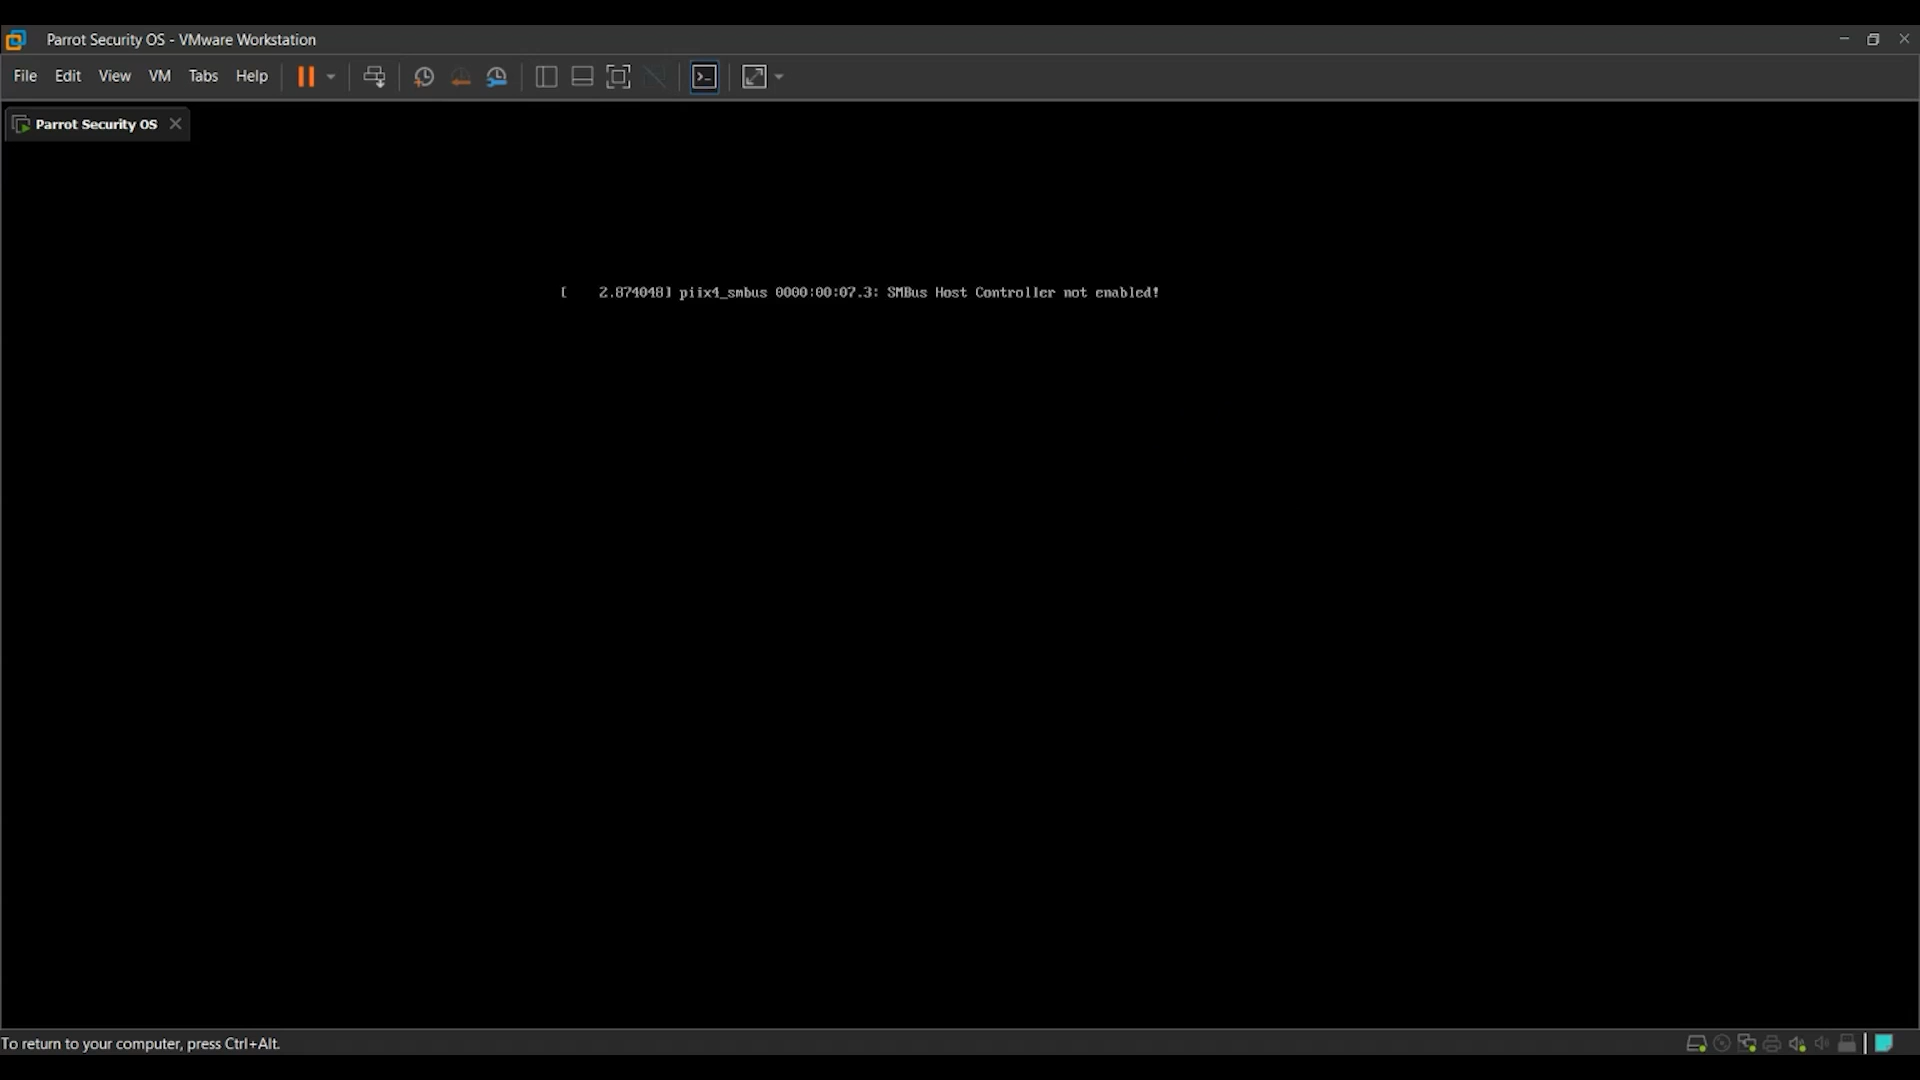 Parrot Security OS - VMware Workstation
File Edit View VM Tabs Help
Parrot Security OS
[    2.874048] piix4_smbus 0000:00:07.3: SMBus Host Controller not enabled!
To return to your computer, press Ctrl+Alt.